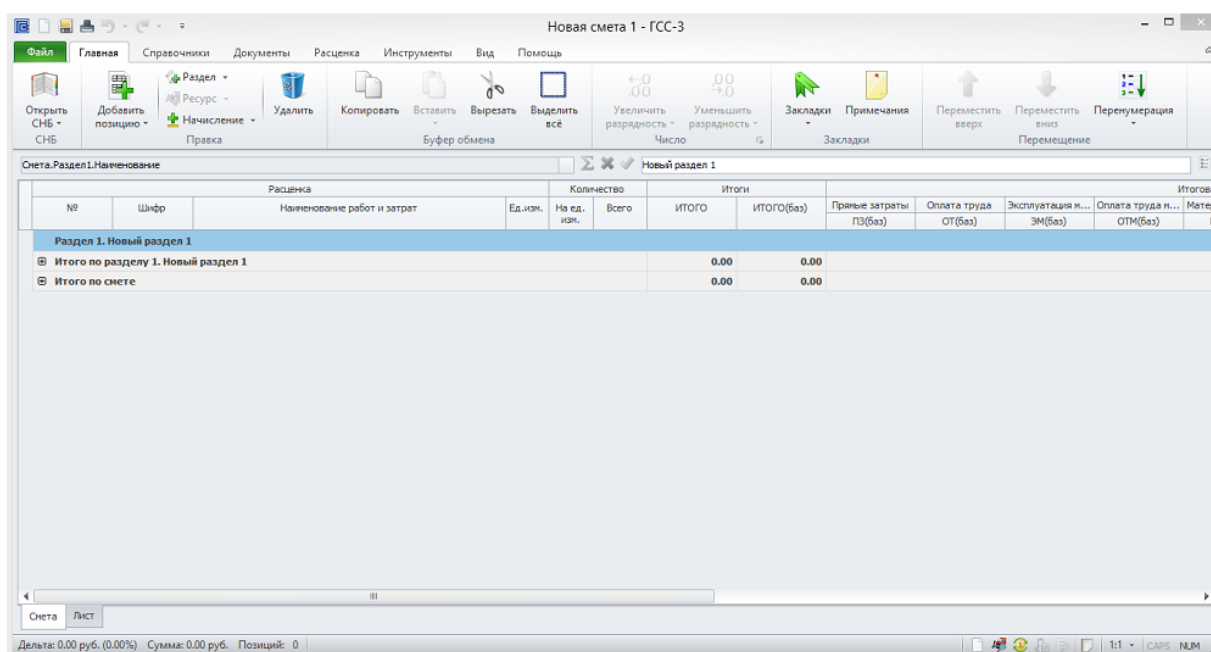 Новая смета 1 - ГСС-3
Файл Главная Справочники Документы Расценка Инструменты Вид Помощь
Открыть СНБ
Добавить позицию
Раздел
Ресурс
Начисление
Удалить
Копировать
Вставить
Вырезать
Выделить всё
Увеличить разрядность
Уменьшить разрядность
Закладки
Примечания
Переместить вверх
Переместить вниз
Перенумерация
СНБ Правка Буфер обмена Число Закладки Перемещение
Смета.Раздел1.Наименование Новый раздел 1
Расценка Количество Итоги
№ Шифр Наименование работ и затрат Ед.изм. На ед. изм. Всего ИТОГО ИТОГО(баз) Прямые затраты Оплата труда Эксплуатация м... Оплата труда м...
ПЗ(баз) ОТ(баз) ЭМ(баз) ОТМ(баз)
Раздел 1. Новый раздел 1
Итого по разделу 1. Новый раздел 1 0.00 0.00
Итого по смете 0.00 0.00
Смета Лист
Дельта: 0.00 руб. (0.00%) Сумма: 0.00 руб. Позиций: 0 1:1 CAPS NUM